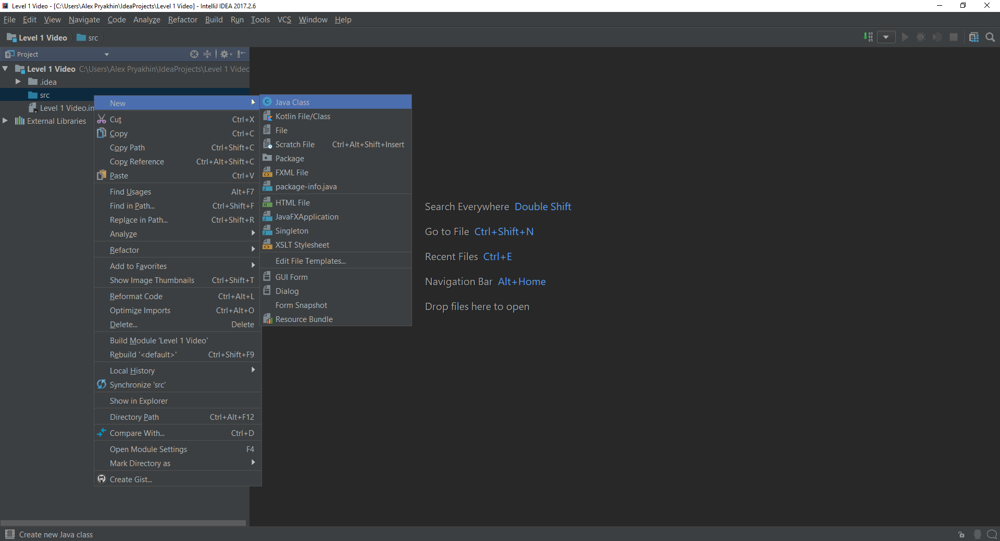 Level 1 Video - [C:\Users\Alex Pryakhin\IdeaProjects\Level 1 Video] - IntelliJ IDEA 2017.2.6
File Edit View Navigate Code Analyze Refactor Build Run Tools VCS Window Help
Level 1 Video src
Project
Level 1 Video C:\Users\Alex Pryakhin\IdeaProjects\Level 1 Video
.idea
src
Level 1 Video.im
External Libraries
New
Cut Ctrl+X
Copy Ctrl+C
Copy Path Ctrl+Shift+C
Copy Reference Ctrl+Alt+Shift+C
Paste Ctrl+V
Find Usages Alt+F7
Find in Path... Ctrl+Shift+F
Replace in Path... Ctrl+Shift+R
Analyze
Refactor
Add to Favorites
Show Image Thumbnails Ctrl+Shift+T
Reformat Code Ctrl+Alt+L
Optimize Imports Ctrl+Alt+O
Delete... Delete
Build Module 'Level 1 Video'
Rebuild '<default>' Ctrl+Shift+F9
Local History
Synchronize 'src'
Show in Explorer
Directory Path Ctrl+Alt+F12
Compare With... Ctrl+D
Open Module Settings F4
Mark Directory as
Create Gist...
Java Class
Kotlin File/Class
File
Scratch File Ctrl+Alt+Shift+Insert
Package
FXML File
package-info.java
HTML File
JavaFXApplication
Singleton
XSLT Stylesheet
Edit File Templates...
GUI Form
Dialog
Form Snapshot
Resource Bundle
Search Everywhere Double Shift
Go to File Ctrl+Shift+N
Recent Files Ctrl+E
Navigation Bar Alt+Home
Drop files here to open
Create new Java class